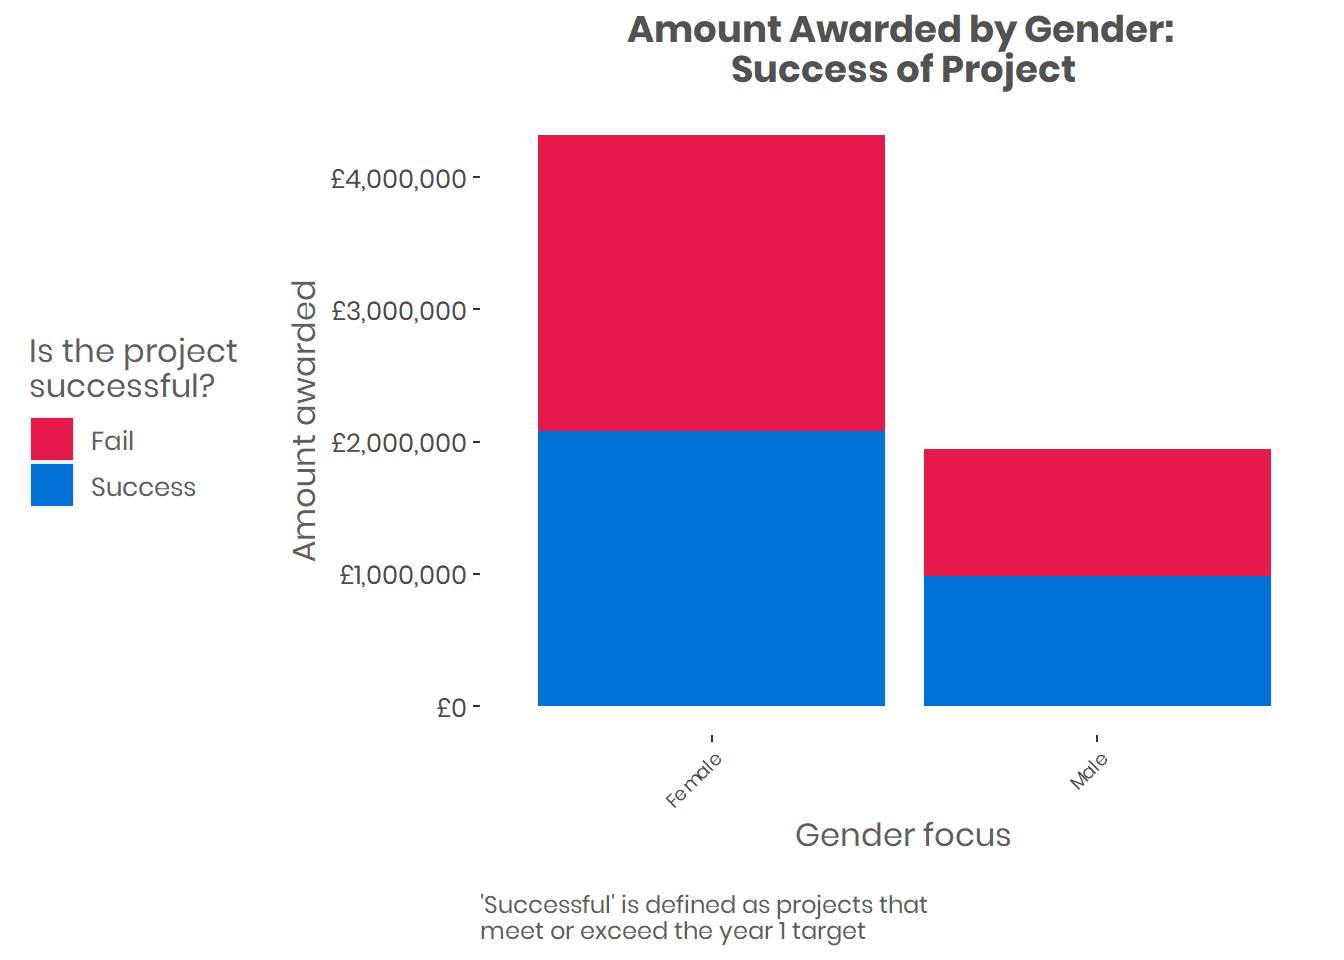 Amount Awarded by Gender:
Success of Project
£4,000,000
£3,000,000
£2,000,000
£1,000,000
£0
Amount awarded
Is the project
successful?
Fail
Success
Female
Male
Gender focus
'Successful' is defined as projects that
meet or exceed the year 1 target